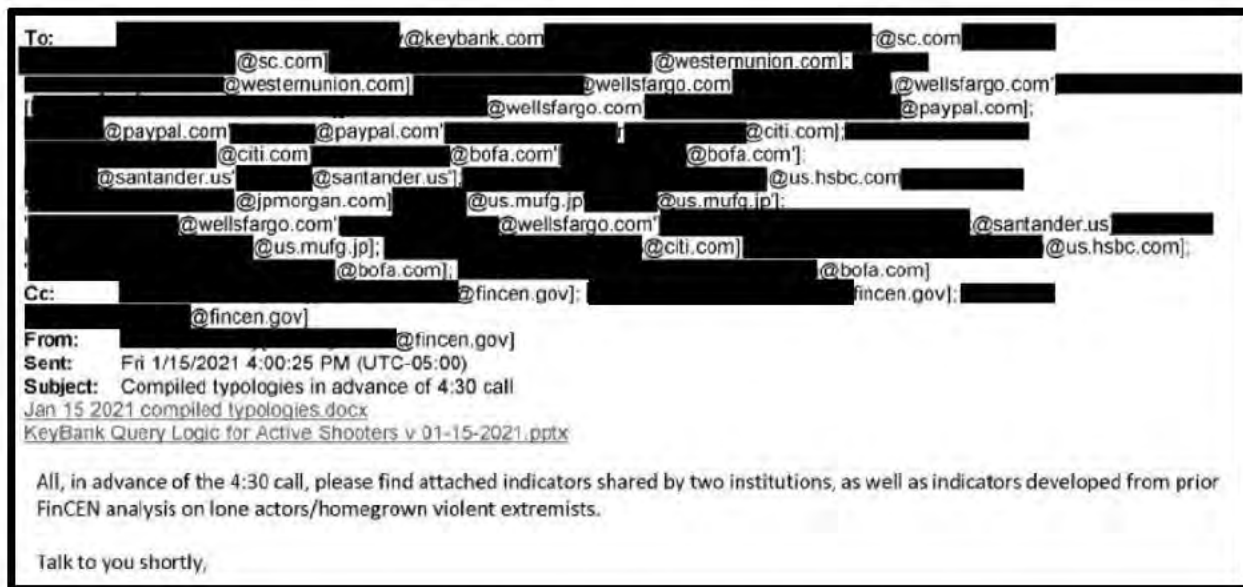 To: @keybank.com @sc.com
@sc.com] @westernunion.com];
@westernunion.com] @wellsfargo.com @wellsfargo.com'
@wellsfargo.com @paypal.com];
@paypal.com' @paypal.com' @citi.com];
@citi.com @bofa.com'] @bofa.com'];
@santander.us' @santander.us'], @us.hsbc.com
@jpmorgan.com] @us.mufg.jp @us.mufg.jp'];
@wellsfargo.com' @wellsfargo.com' @santander.us
@us.mufg.jp]; @citi.com] @us.hsbc.com];
@bofa.com]; @bofa.com]
Cc: @fincen.gov]; fincen.gov];
@fincen.gov]
From: @fincen.gov]
Sent: Fri 1/15/2021 4:00:25 PM (UTC-05:00)
Subject: Compiled typologies in advance of 4:30 call
Jan 15 2021 compiled typologies.docx
KeyBank Query Logic for Active Shooters v 01-15-2021.pptx
All, in advance of the 4:30 call, please find attached indicators shared by two institutions, as well as indicators developed from prior
FinCEN analysis on lone actors/homegrown violent extremists.
Talk to you shortly,